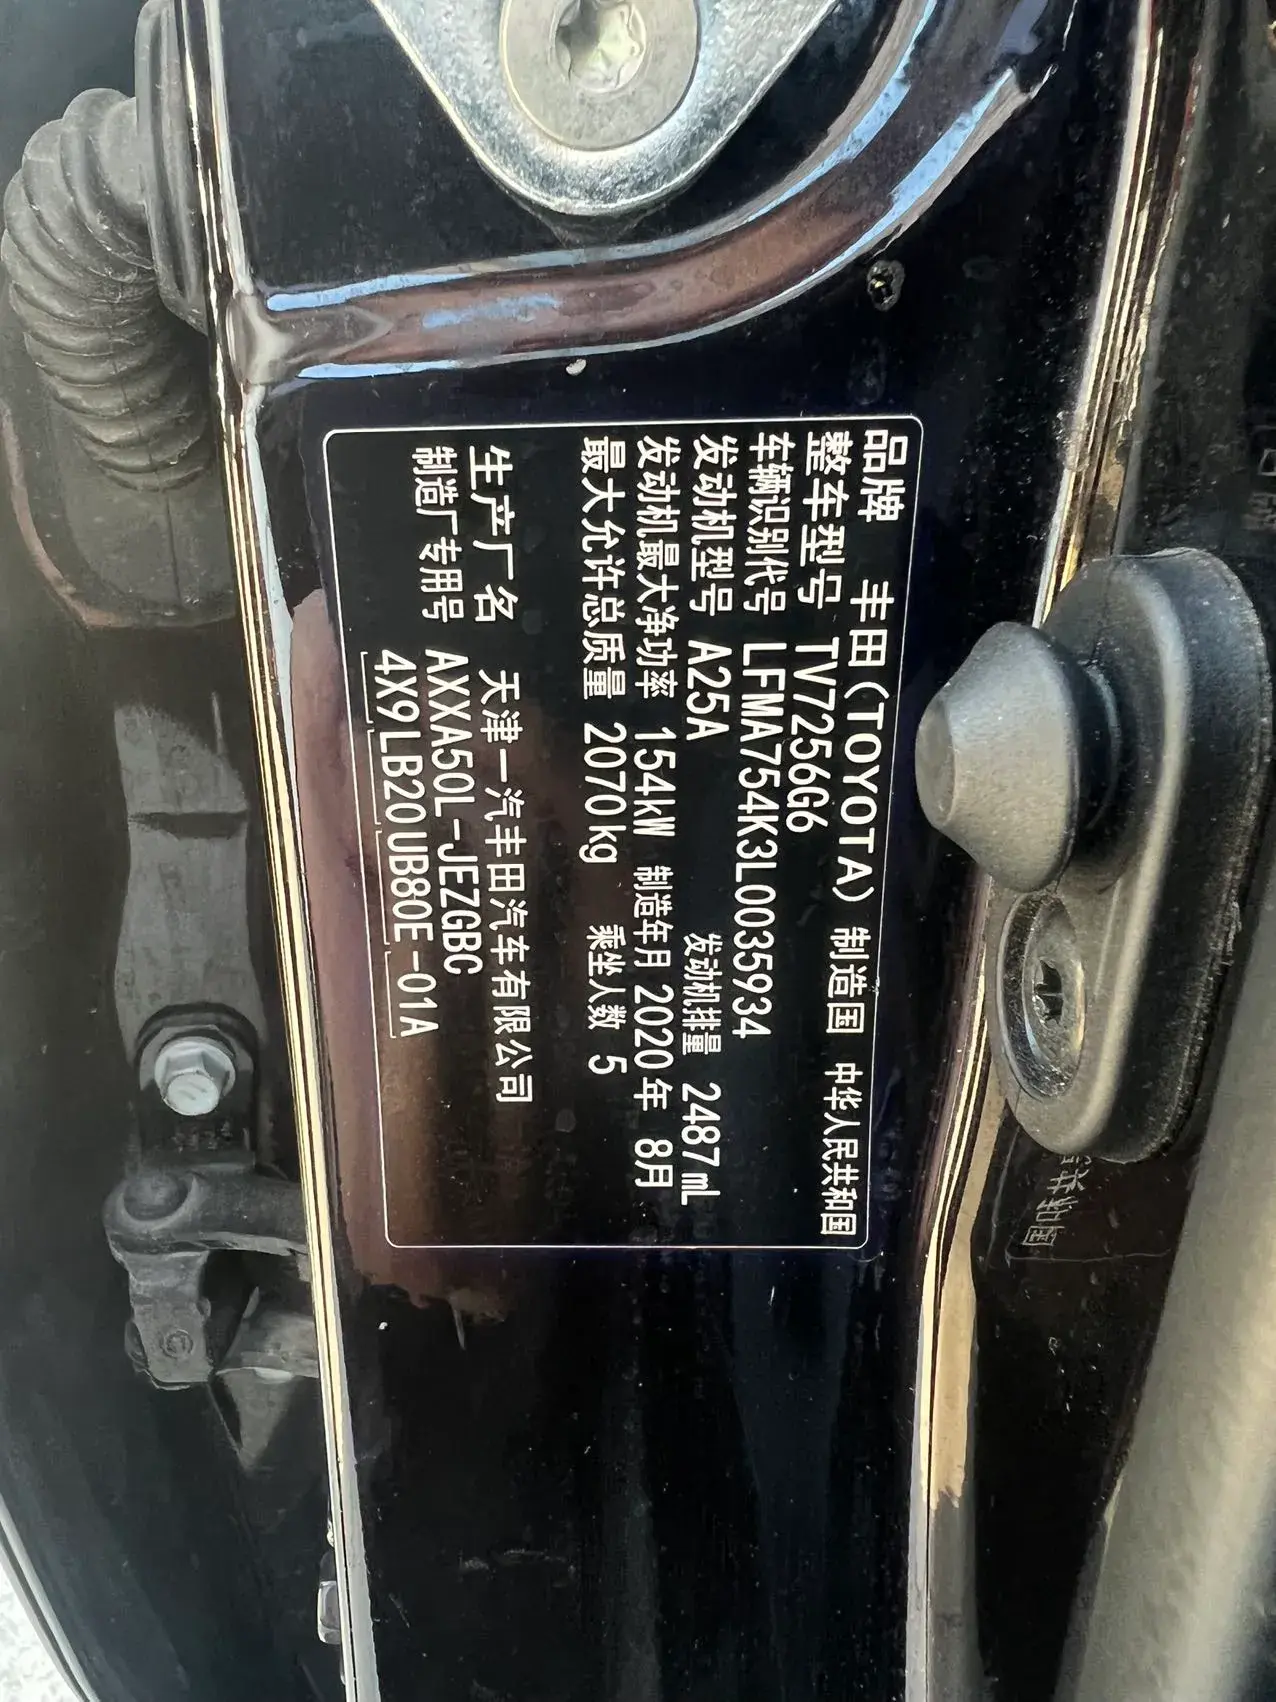 品牌 丰田(TOYOTA) 制造国 中华人民共和国
整车型号 TV7256G6
车辆识别代号 LFMA754K3L0035934
发动机型号 A25A 发动机排量 2487mL
发动机最大净功率 154kW 制造年月 2020年 8月
最大允许总质量 2070kg 乘坐人数 5
生产厂名 天津一汽丰田汽车有限公司
制造厂专用号 AXXA50L-JEZGBC
4X9LB20UB80E-01A